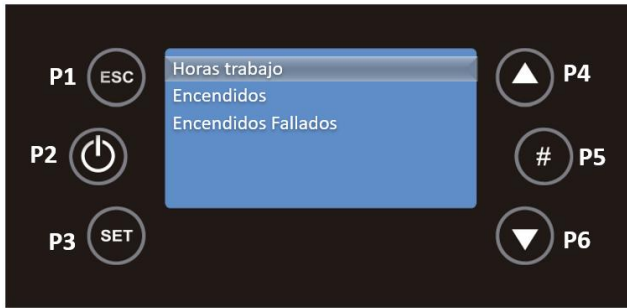 P1 ESC
P2
P3 SET
Horas trabajo
Encendidos
Encendidos Fallados
P4
# P5
P6